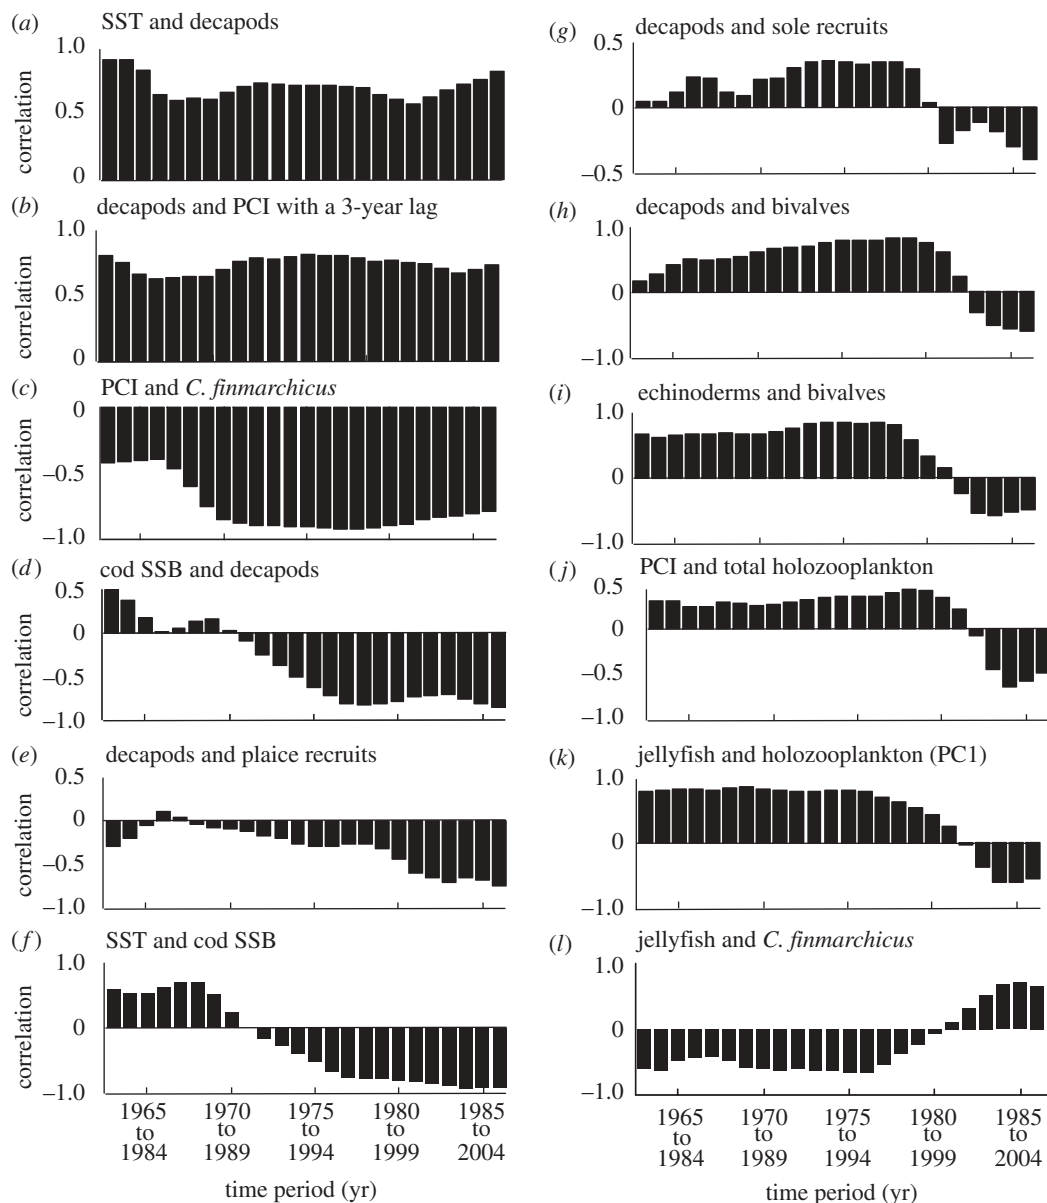 (a) SST and decapods
1.0
0.5
0
correlation
(b) decapods and PCI with a 3-year lag
1.0
0.5
0
correlation
(c) PCI and C. finmarchicus
0
–0.5
–1.0
correlation
(d) cod SSB and decapods
0.5
0
–0.5
–1.0
correlation
(e) decapods and plaice recruits
0.5
0
–0.5
–1.0
correlation
(f) SST and cod SSB
1.0
0
–1.0
correlation
1965 1970 1975 1980 1985
to to to to to
1984 1989 1994 1999 2004
time period (yr)
(g) decapods and sole recruits
0.5
0
–0.5
(h) decapods and bivalves
1.0
0
–1.0
(i) echinoderms and bivalves
1.0
0
–1.0
(j) PCI and total holozooplankton
0.5
0
–0.5
–1.0
(k) jellyfish and holozooplankton (PC1)
1.0
0
–1.0
(l) jellyfish and C. finmarchicus
1.0
0
–1.0
1965 1970 1975 1980 1985
to to to to to
1984 1989 1994 1999 2004
time period (yr)